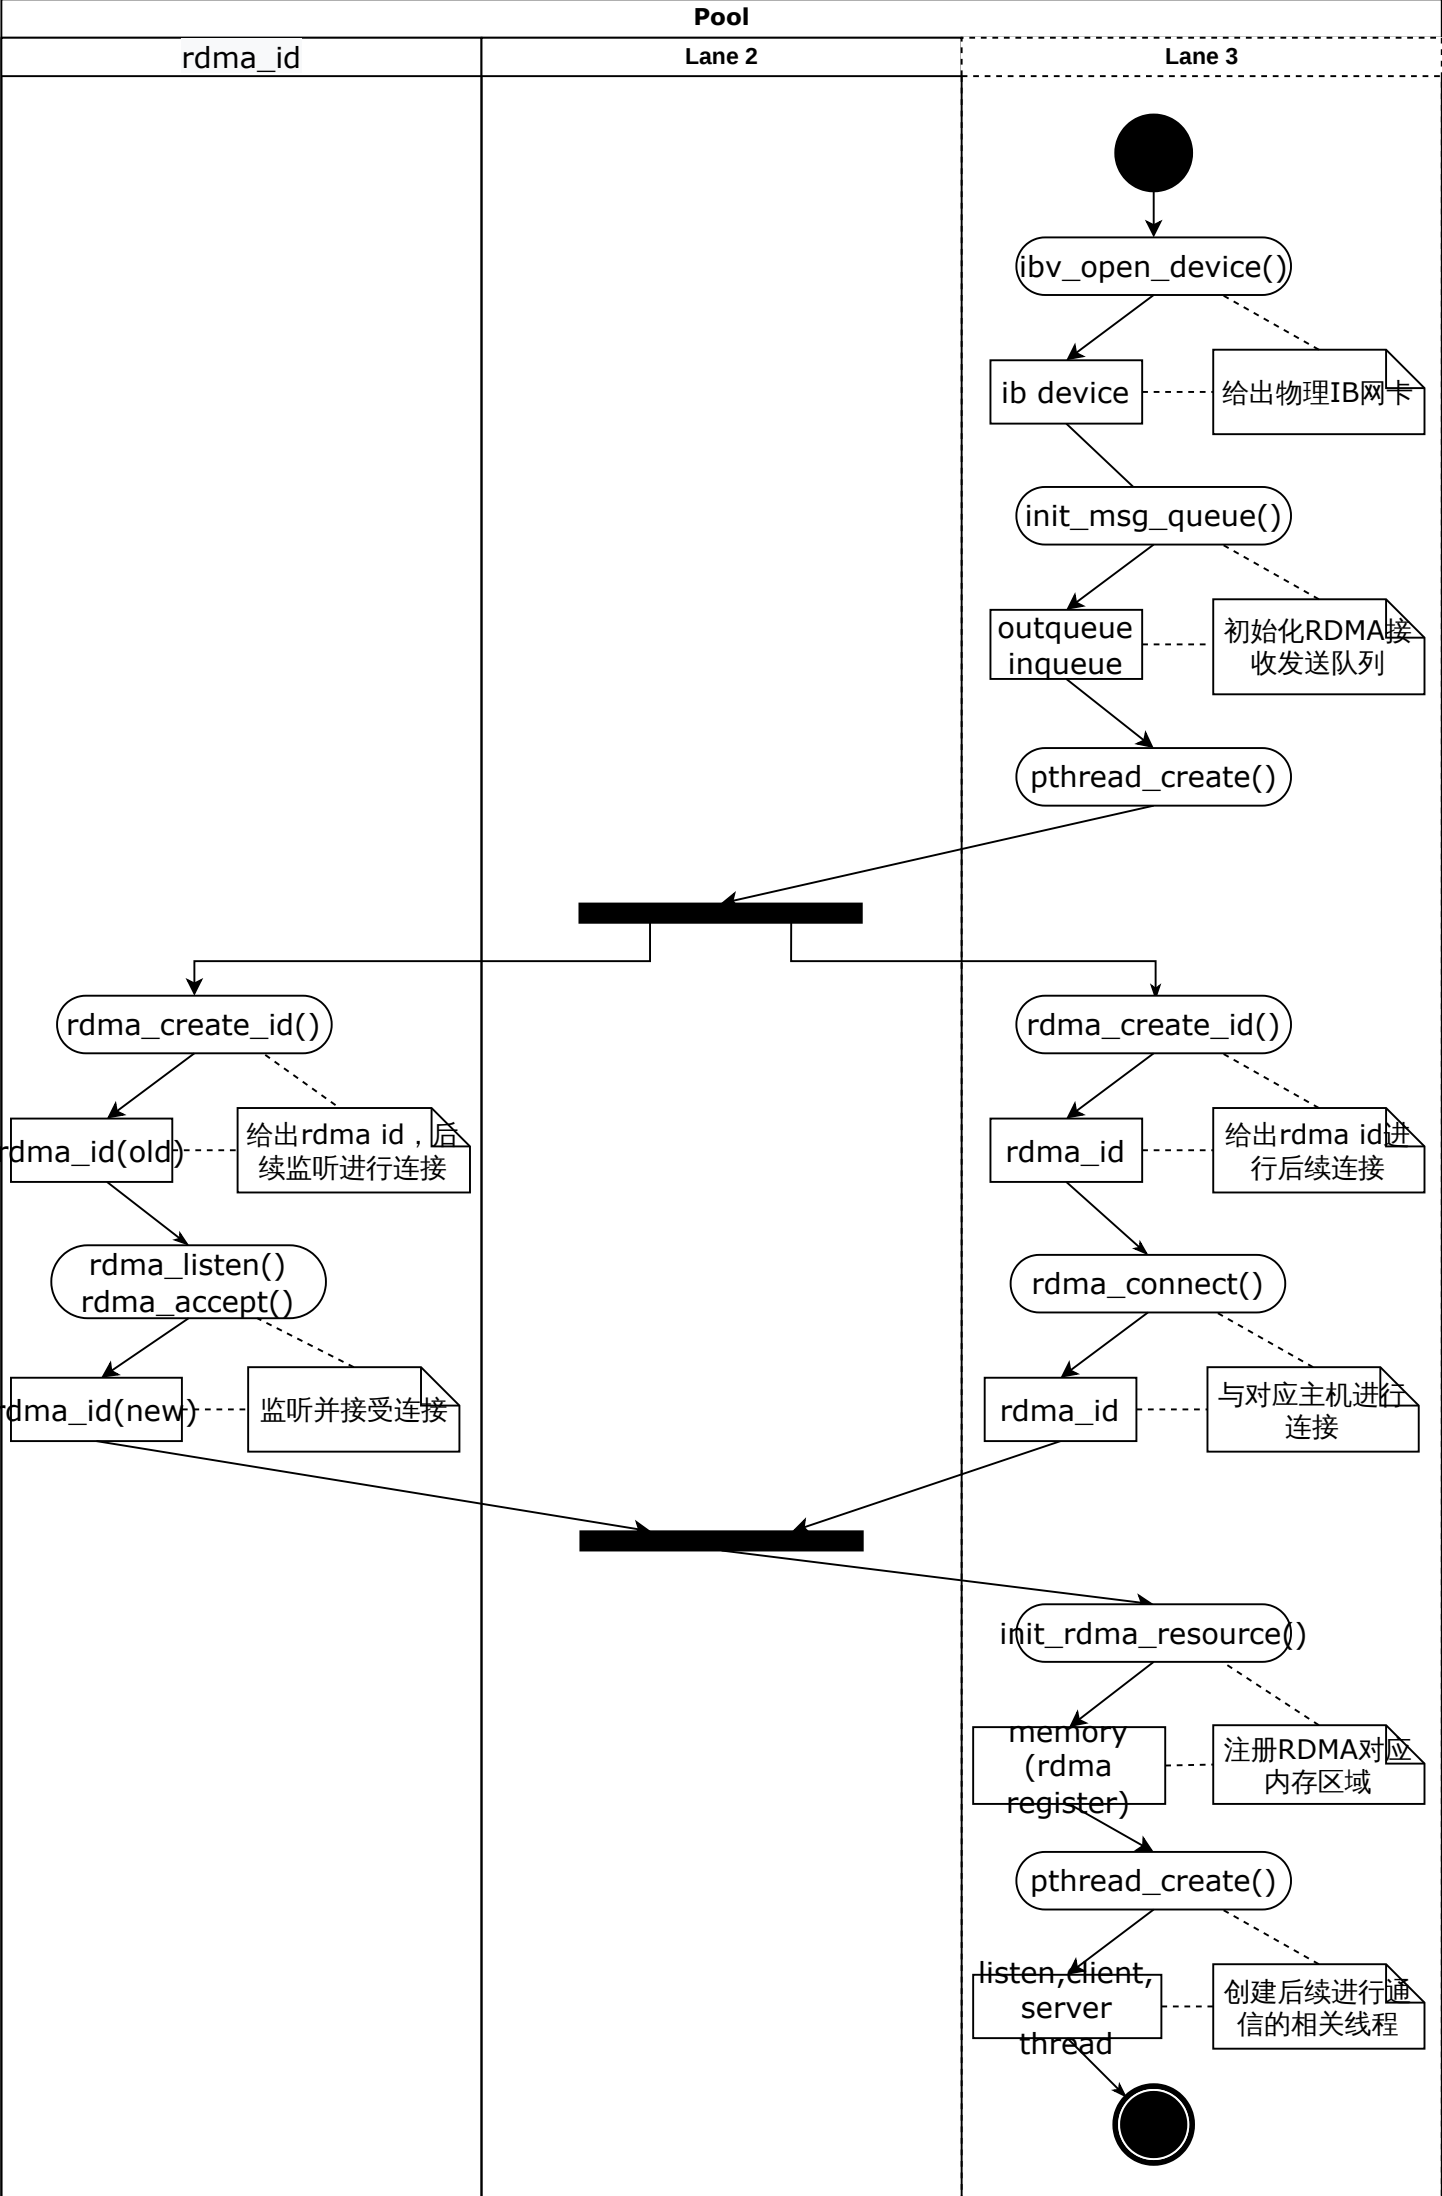 Pool
rdma_id
Lane 2
Lane 3
ibv_open_device()
ib device
给出物理IB网卡
init_msg_queue()
outqueue
inqueue
初始化RDMA接
收发送队列
pthread_create()
rdma_create_id()
rdma_create_id()
rdma_id(old)
给出rdma id，后
续监听进行连接
rdma_id
给出rdma id进
行后续连接
rdma_listen()
rdma_accept()
rdma_connect()
rdma_id(new)
监听并接受连接
rdma_id
与对应主机进行
连接
init_rdma_resource()
memory
(rdma
register)
注册RDMA对应
内存区域
pthread_create()
listen,client,
server
thread
创建后续进行通
信的相关线程